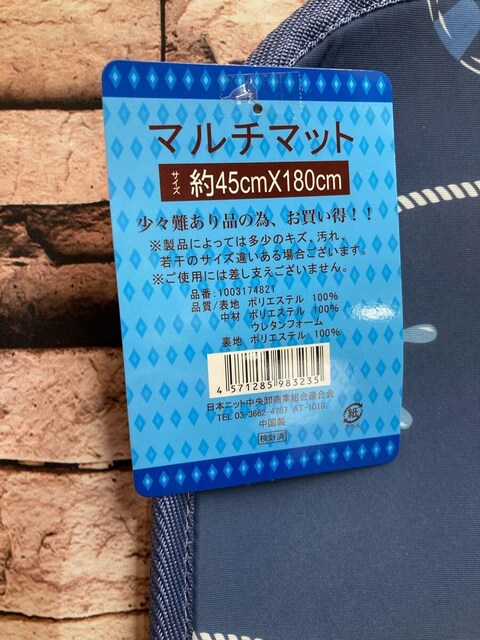 マルチマット
サイズ 約45cmX180cm
少々難あり品の為、お買い得！！
※製品によっては多少のキズ、汚れ、
若干のサイズ違いある場合ございます。
※ご使用には差し支えございません。
品番: 1003174821
品質/表地 ポリエステル 100%
中材 ポリエステル 100%
ウレタンフォーム
裏地 ポリエステル 100%
4 571285 983235
日本ニット中央卸商業組合連合会
TEL 03-3662-4787 AT-1018
中国製
検針済
紙